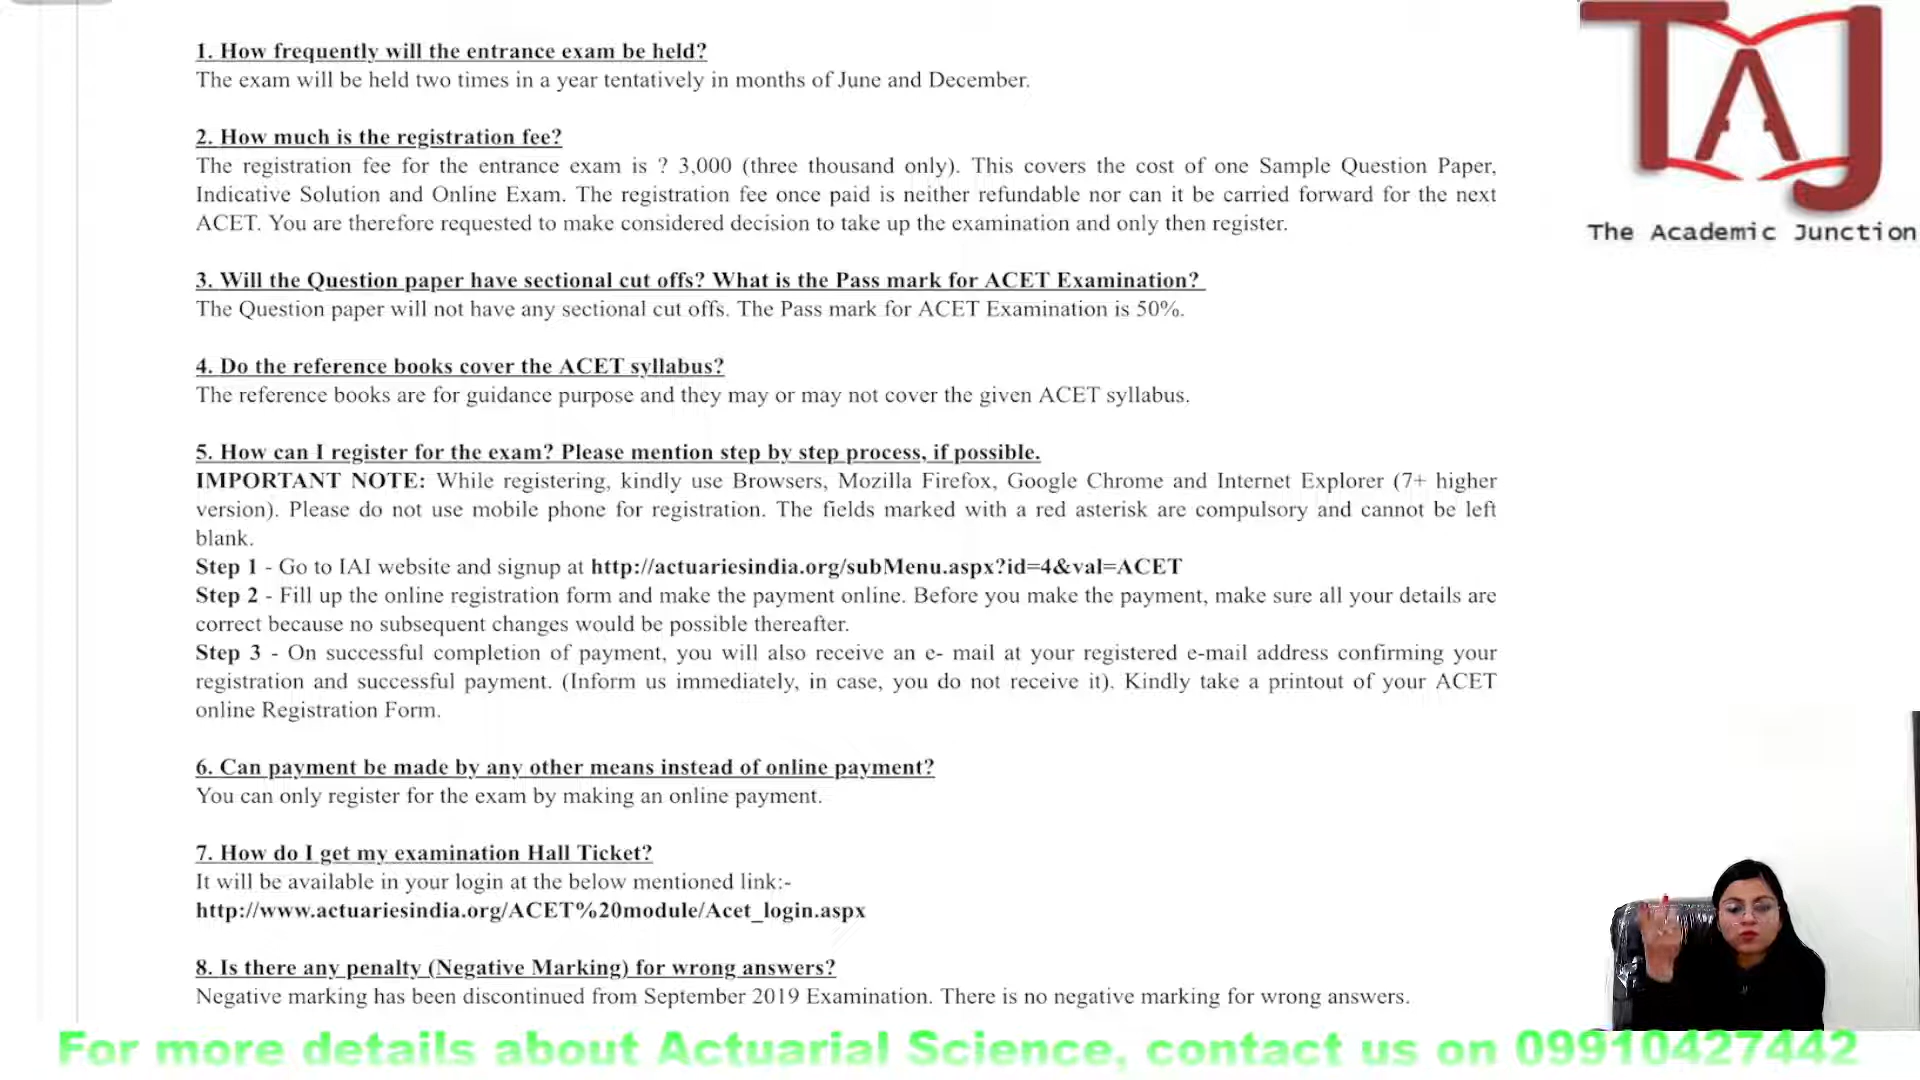 1. How frequently will the entrance exam be held?
The exam will be held two times in a year tentatively in months of June and December.
2. How much is the registration fee?
The registration fee for the entrance exam is ? 3,000 (three thousand only). This covers the cost of one Sample Question Paper,
Indicative Solution and Online Exam. The registration fee once paid is neither refundable nor can it be carried forward for the next
ACET. You are therefore requested to make considered decision to take up the examination and only then register.
3. Will the Question paper have sectional cut offs? What is the Pass mark for ACET Examination?
The Question paper will not have any sectional cut offs. The Pass mark for ACET Examination is 50%.
4. Do the reference books cover the ACET syllabus?
The reference books are for guidance purpose and they may or may not cover the given ACET syllabus.
5. How can I register for the exam? Please mention step by step process, if possible.
IMPORTANT NOTE: While registering, kindly use Browsers, Mozilla Firefox, Google Chrome and Internet Explorer (7+ higher
version). Please do not use mobile phone for registration. The fields marked with a red asterisk are compulsory and cannot be left
blank.
Step 1 - Go to IAI website and signup at http://actuariesindia.org/subMenu.aspx?id=4&val=ACET
Step 2 - Fill up the online registration form and make the payment online. Before you make the payment, make sure all your details are
correct because no subsequent changes would be possible thereafter.
Step 3 - On successful completion of payment, you will also receive an e- mail at your registered e-mail address confirming your
registration and successful payment. (Inform us immediately, in case, you do not receive it). Kindly take a printout of your ACET
online Registration Form.
6. Can payment be made by any other means instead of online payment?
You can only register for the exam by making an online payment.
7. How do I get my examination Hall Ticket?
It will be available in your login at the below mentioned link:-
http://www.actuariesindia.org/ACET%20module/Acet_login.aspx
8. Is there any penalty (Negative Marking) for wrong answers?
Negative marking has been discontinued from September 2019 Examination. There is no negative marking for wrong answers.
TAJ
The Academic Junction
For more details about Actuarial Science, contact us on 09910427442